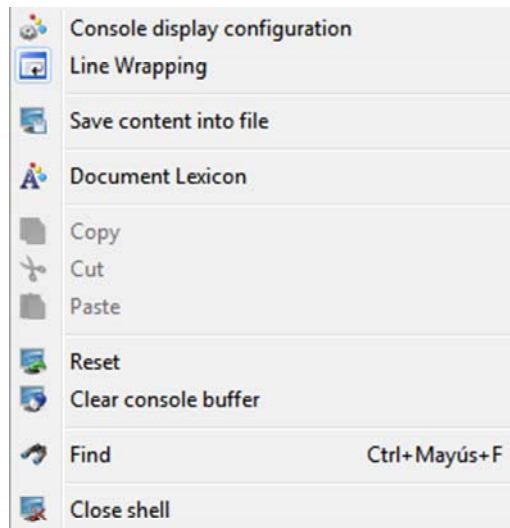 Console display configuration
Line Wrapping
Save content into file
Document Lexicon
Copy
Cut
Paste
Reset
Clear console buffer
Find Ctrl+Mayús+F
Close shell